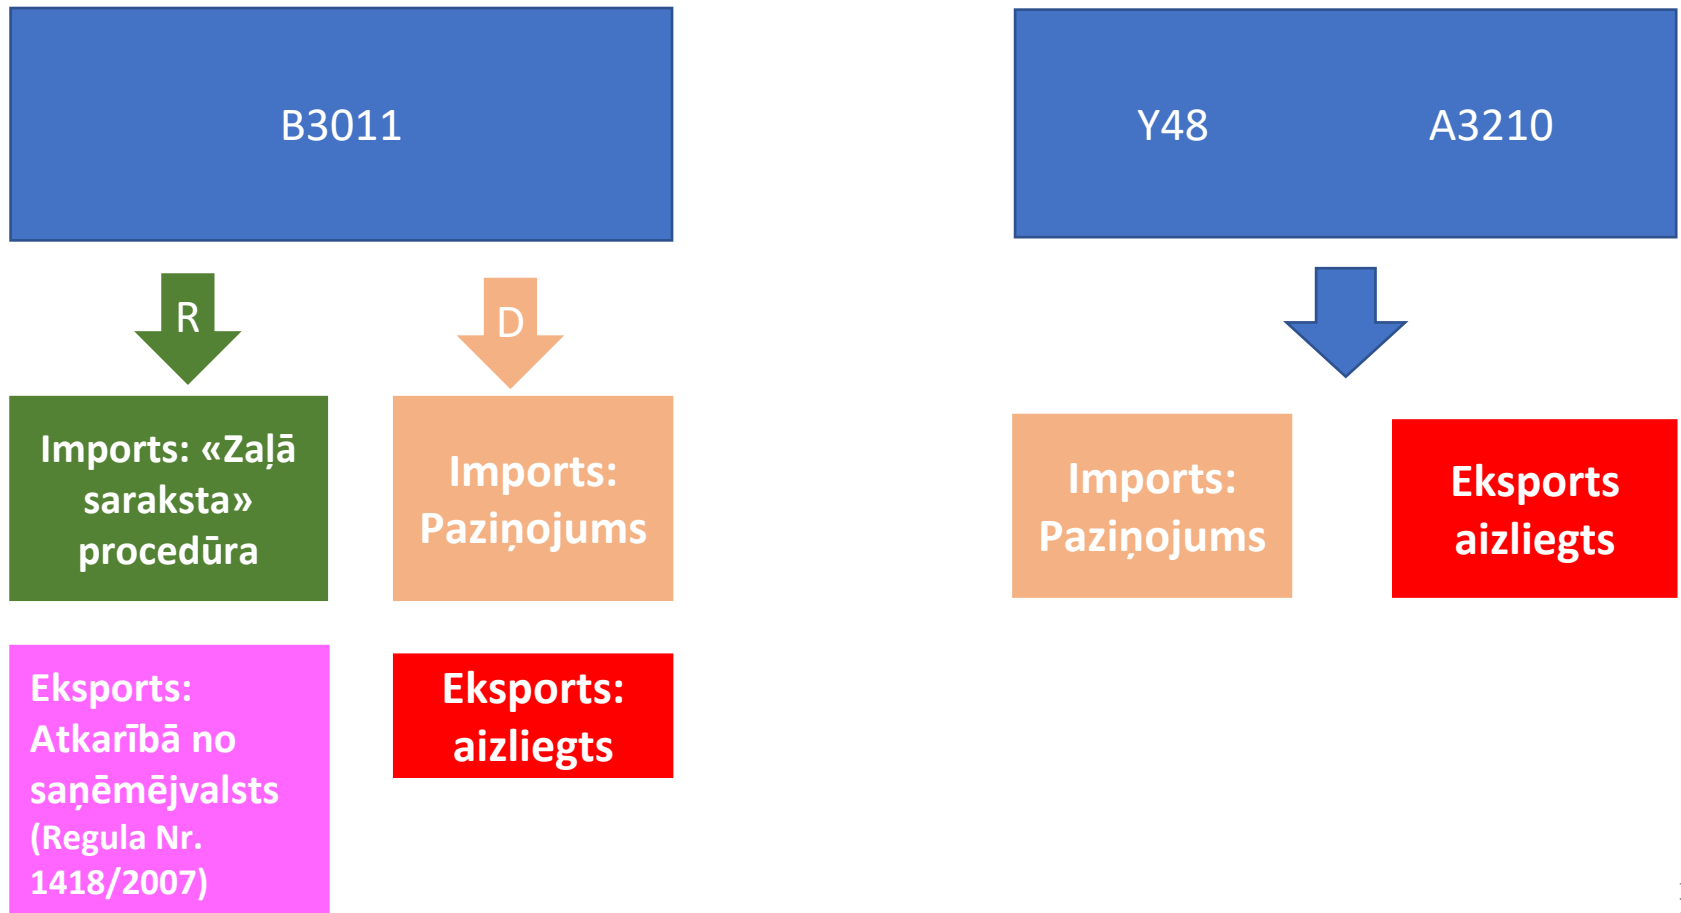 B3011
R
D
Imports: «Zaļā
saraksta»
procedūra
Imports:
Paziņojums
Eksports:
Atkarībā no
saņēmējvalsts
(Regula Nr.
1418/2007)
Eksports:
aizliegts
Y48
A3210
Imports:
Paziņojums
Eksports
aizliegts